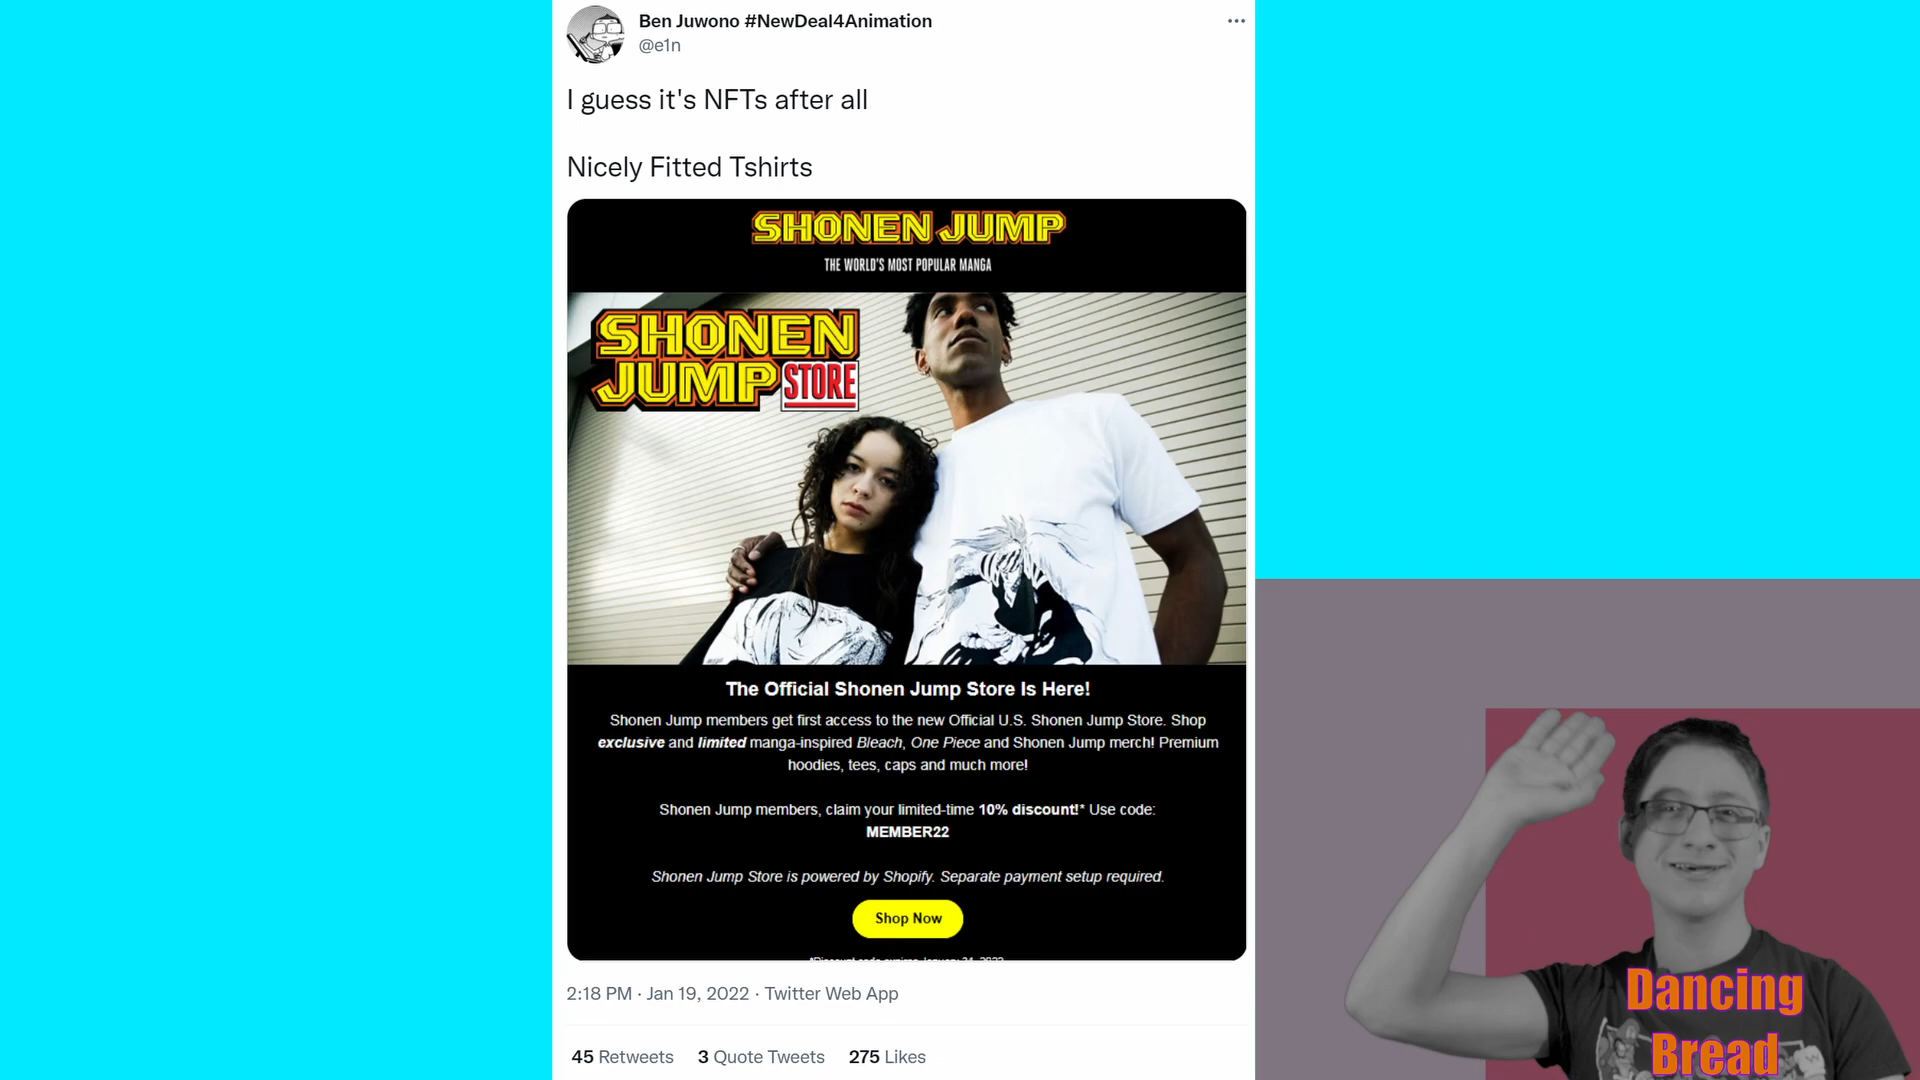 Ben Juwono #NewDeal4Animation
@e1n
I guess it's NFTs after all
Nicely Fitted Tshirts
SHONEN JUMP
THE WORLD'S MOST POPULAR MANGA
SHONEN
JUMP STORE
The Official Shonen Jump Store Is Here!
Shonen Jump members get first access to the new Official U.S. Shonen Jump Store. Shop
exclusive and limited manga-inspired Bleach, One Piece and Shonen Jump merch! Premium
hoodies, tees, caps and much more!
Shonen Jump members, claim your limited-time 10% discount!* Use code:
MEMBER22
Shonen Jump Store is powered by Shopify. Separate payment setup required.
Shop Now
2:18 PM · Jan 19, 2022 · Twitter Web App
45 Retweets 3 Quote Tweets 275 Likes
Dancing
Bread